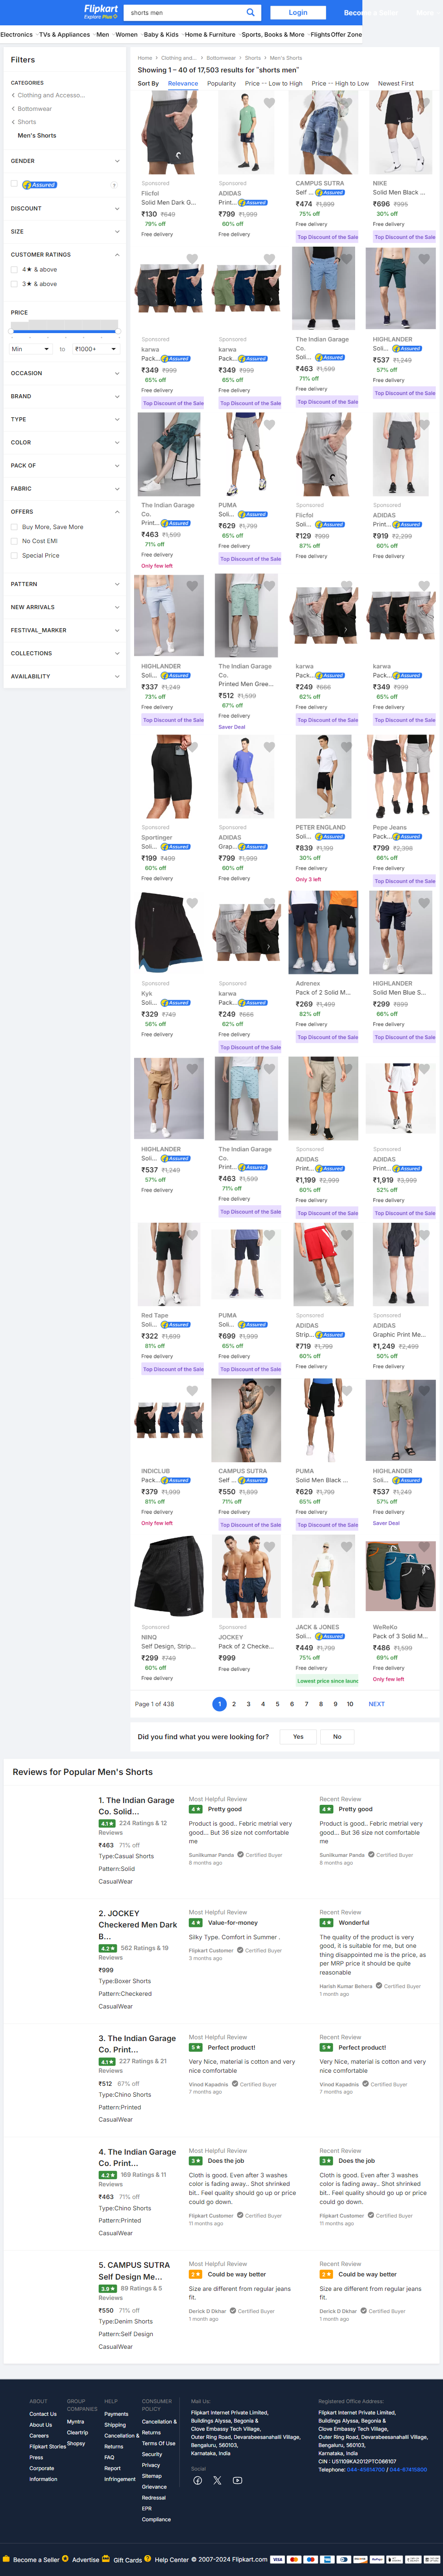 Flipkart
Explore Plus
shorts men
Login
Electronics TVs & Appliances Men Women Baby & Kids Home & Furniture Sports, Books & More Flights Offer Zone
Filters
CATEGORIES
Clothing and Accesso...
Bottomwear
Shorts
Men's Shorts
GENDER
Assured
?
DISCOUNT
SIZE
CUSTOMER RATINGS
4★ & above
3★ & above
PRICE
Min to ₹1000+
OCCASION
BRAND
TYPE
COLOR
PACK OF
FABRIC
OFFERS
Buy More, Save More
No Cost EMI
Special Price
PATTERN
NEW ARRIVALS
FESTIVAL_MARKER
COLLECTIONS
AVAILABILITY
Home > Clothing and... > Bottomwear > Shorts > Men's Shorts
Showing 1 – 40 of 17,503 results for "shorts men"
Sort By Relevance Popularity Price -- Low to High Price -- High to Low Newest First
Sponsored
Flicfol
Solid Men Dark G...
₹130 ₹649
79% off
Free delivery
Sponsored
ADIDAS
Print... Assured
₹799 ₹1,999
60% off
Free delivery
CAMPUS SUTRA
Self ... Assured
₹474 ₹1,899
75% off
Free delivery
Top Discount of the Sale
NIKE
Solid Men Black ...
₹696 ₹995
30% off
Free delivery
Top Discount of the Sale
Sponsored
karwa
Pack... Assured
₹349 ₹999
65% off
Free delivery
Top Discount of the Sale
Sponsored
karwa
Pack... Assured
₹349 ₹999
65% off
Free delivery
Top Discount of the Sale
The Indian Garage
Co.
Soli... Assured
₹463 ₹1,599
71% off
Free delivery
Top Discount of the Sale
HIGHLANDER
Soli... Assured
₹537 ₹1,249
57% off
Free delivery
Top Discount of the Sale
The Indian Garage
Co.
Print... Assured
₹463 ₹1,599
71% off
Free delivery
Only few left
PUMA
Soli... Assured
₹629 ₹1,799
65% off
Free delivery
Top Discount of the Sale
Sponsored
Flicfol
Soli... Assured
₹129 ₹999
87% off
Free delivery
Sponsored
ADIDAS
Print... Assured
₹919 ₹2,299
60% off
Free delivery
HIGHLANDER
Soli... Assured
₹337 ₹1,249
73% off
Free delivery
Top Discount of the Sale
The Indian Garage
Co.
Printed Men Gree...
₹512 ₹1,599
67% off
Free delivery
Saver Deal
karwa
Pack... Assured
₹249 ₹666
62% off
Free delivery
Top Discount of the Sale
karwa
Pack... Assured
₹349 ₹999
65% off
Free delivery
Top Discount of the Sale
Sponsored
Sportinger
Soli... Assured
₹199 ₹499
60% off
Free delivery
Sponsored
ADIDAS
Grap... Assured
₹799 ₹1,999
60% off
Free delivery
PETER ENGLAND
Soli... Assured
₹839 ₹1,199
30% off
Free delivery
Only 3 left
Pepe Jeans
Pack... Assured
₹799 ₹2,398
66% off
Free delivery
Top Discount of the Sale
Sponsored
Kyk
Soli... Assured
₹329 ₹749
56% off
Free delivery
Sponsored
karwa
Pack... Assured
₹249 ₹666
62% off
Free delivery
Top Discount of the Sale
Adrenex
Pack of 2 Solid M...
₹269 ₹1,499
82% off
Free delivery
Top Discount of the Sale
HIGHLANDER
Solid Men Blue S...
₹299 ₹899
66% off
Free delivery
Top Discount of the Sale
HIGHLANDER
Soli... Assured
₹537 ₹1,249
57% off
Free delivery
The Indian Garage
Co.
Print... Assured
₹463 ₹1,599
71% off
Free delivery
Top Discount of the Sale
Sponsored
ADIDAS
Print... Assured
₹1,199 ₹2,999
60% off
Free delivery
Top Discount of the Sale
Sponsored
ADIDAS
Print... Assured
₹1,919 ₹3,999
52% off
Free delivery
Top Discount of the Sale
Red Tape
Soli... Assured
₹322 ₹1,699
81% off
Free delivery
Top Discount of the Sale
PUMA
Soli... Assured
₹699 ₹1,999
65% off
Free delivery
Top Discount of the Sale
Sponsored
ADIDAS
Strip... Assured
₹719 ₹1,799
60% off
Free delivery
Sponsored
ADIDAS
Graphic Print Me...
₹1,249 ₹2,499
50% off
Free delivery
INDICLUB
Pack... Assured
₹379 ₹1,999
81% off
Free delivery
Only few left
CAMPUS SUTRA
Self ... Assured
₹550 ₹1,899
71% off
Free delivery
Top Discount of the Sale
PUMA
Solid Men Black ...
₹629 ₹1,799
65% off
Free delivery
Top Discount of the Sale
HIGHLANDER
Soli... Assured
₹537 ₹1,249
57% off
Free delivery
Saver Deal
Sponsored
NINQ
Self Design, Strip...
₹299 ₹749
60% off
Free delivery
Sponsored
JOCKEY
Pack of 2 Checke...
₹999
Free delivery
JACK & JONES
Soli... Assured
₹449 ₹1,799
75% off
Free delivery
Lowest price since launc
WeReKo
Pack of 3 Solid M...
₹486 ₹1,599
69% off
Free delivery
Only few left
Page 1 of 438 1 2 3 4 5 6 7 8 9 10 NEXT
Did you find what you were looking for? Yes No
Reviews for Popular Men's Shorts
1. The Indian Garage
Co. Solid...
4.1★ 224 Ratings & 12
Reviews
₹463 71% off
Type:Casual Shorts
Pattern:Solid
CasualWear
Most Helpful Review
4★ Pretty good
Product is good.. Febric metrial very
good... But 36 size not comfortable
me
Sunilkumar Panda Certified Buyer
8 months ago
Recent Review
4★ Pretty good
Product is good.. Febric metrial very
good... But 36 size not comfortable
me
Sunilkumar Panda Certified Buyer
8 months ago
2. JOCKEY
Checkered Men Dark
B...
4.2★ 562 Ratings & 19
Reviews
₹999
Type:Boxer Shorts
Pattern:Checkered
CasualWear
Most Helpful Review
4★ Value-for-money
Silky Type. Comfort in Summer .
Flipkart Customer Certified Buyer
3 months ago
Recent Review
4★ Wonderful
The quality of the product is very
good, it is suitable for me, but one
thing disappointed me is the price, as
per MRP price it should be quite
reasonable
Harish Kumar Behera Certified Buyer
1 month ago
3. The Indian Garage
Co. Print...
4.1★ 227 Ratings & 21
Reviews
₹512 67% off
Type:Chino Shorts
Pattern:Printed
CasualWear
Most Helpful Review
5★ Perfect product!
Very Nice, material is cotton and very
nice comfortable
Vinod Kapadnis Certified Buyer
7 months ago
Recent Review
5★ Perfect product!
Very Nice, material is cotton and very
nice comfortable
Vinod Kapadnis Certified Buyer
7 months ago
4. The Indian Garage
Co. Print...
4.2★ 169 Ratings & 11
Reviews
₹463 71% off
Type:Chino Shorts
Pattern:Printed
CasualWear
Most Helpful Review
3★ Does the job
Cloth is good. Even after 3 washes
color is fading away.. Shot shrinked
bit.. Feel quality should go up or price
could go down.
Flipkart Customer Certified Buyer
11 months ago
Recent Review
3★ Does the job
Cloth is good. Even after 3 washes
color is fading away.. Shot shrinked
bit.. Feel quality should go up or price
could go down.
Flipkart Customer Certified Buyer
11 months ago
5. CAMPUS SUTRA
Self Design Me...
3.9★ 89 Ratings & 5
Reviews
₹550 71% off
Type:Denim Shorts
Pattern:Self Design
CasualWear
Most Helpful Review
2★ Could be way better
Size are different from regular jeans
fit.
Derick D Dkhar Certified Buyer
1 month ago
Recent Review
2★ Could be way better
Size are different from regular jeans
fit.
Derick D Dkhar Certified Buyer
1 month ago
ABOUT
Contact Us
About Us
Careers
Flipkart Stories
Press
Corporate
Information
GROUP
COMPANIES
Myntra
Cleartrip
Shopsy
HELP
Payments
Shipping
Cancellation &
Returns
FAQ
Report
Infringement
CONSUMER
POLICY
Cancellation &
Returns
Terms Of Use
Security
Privacy
Sitemap
Grievance
Redressal
EPR
Compliance
Mail Us:
Flipkart Internet Private Limited,
Buildings Alyssa, Begonia &
Clove Embassy Tech Village,
Outer Ring Road, Devarabeesanahalli Village,
Bengaluru, 560103,
Karnataka, India
Social
Registered Office Address:
Flipkart Internet Private Limited,
Buildings Alyssa, Begonia &
Clove Embassy Tech Village,
Outer Ring Road, Devarabeesanahalli Village,
Bengaluru, 560103,
Karnataka, India
CIN : U51109KA2012PTC066107
Telephone: 044-45614700 / 044-67415800
Become a Seller Advertise Gift Cards Help Center © 2007-2024 Flipkart.com VISA